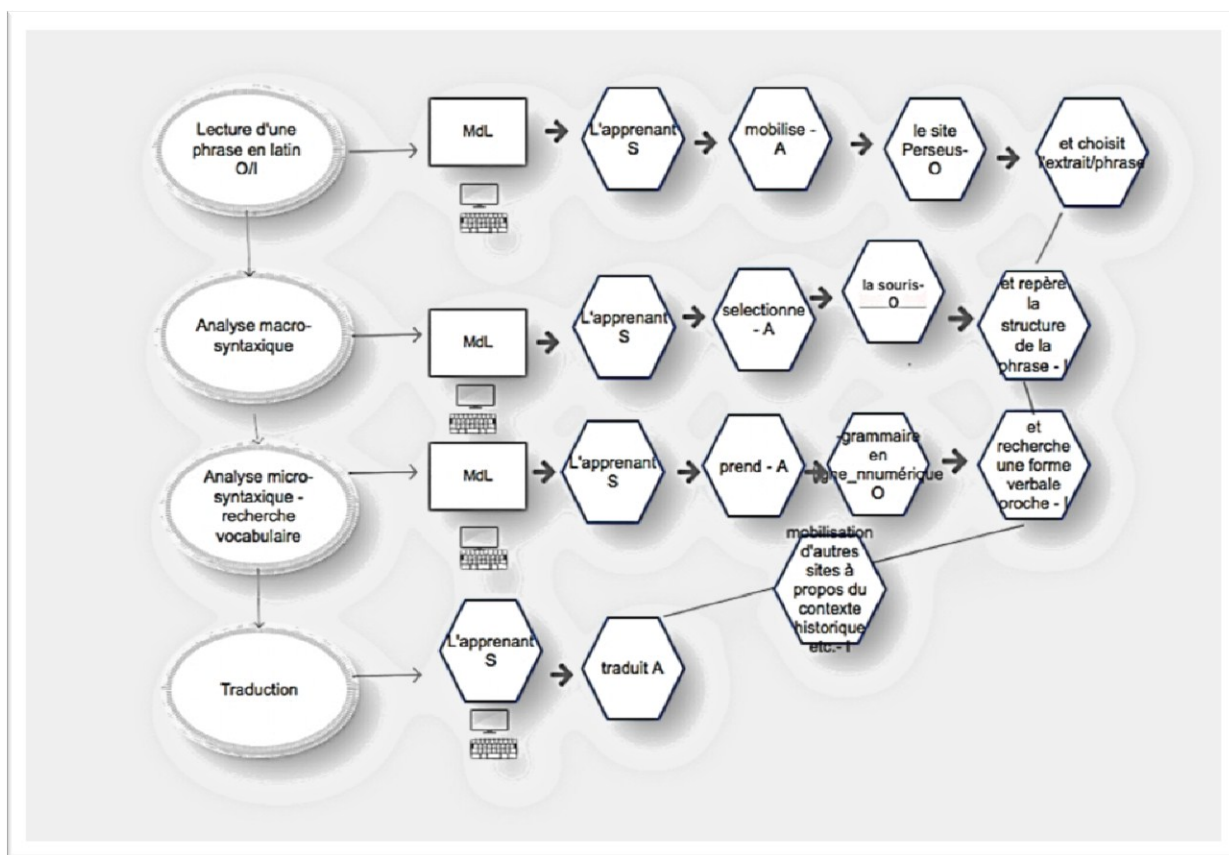 Lecture d'une
phrase en latin
O/I
MdL
L'apprenant
S
mobilise -
A
le site
Perseus-
O
et choisit
l'extrait/phrase
Analyse macro-
syntaxique
MdL
L'apprenant
S
selectionne
- A
la souris-
O
et repère
la
structure
de la
phrase - I
Analyse micro-
syntaxique -
recherche
vocabulaire
MdL
L'apprenant
S
prend - A
-grammaire
en
igne_nnumérique
O
et
recherche
une forme
verbale
proche - I
mobilisation
d'autres
sites à
propos du
contexte
historique
etc.- I
Traduction
L'apprenant
S
traduit A